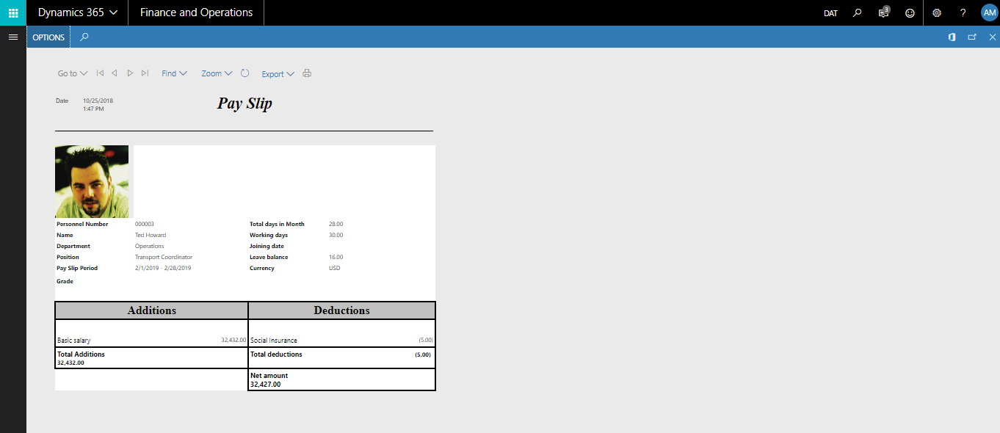 Dynamics 365 Finance and Operations DAT 3 ? AM
OPTIONS
Go to Find Zoom Export
Date 10/25/2018
1:47 PM
Pay Slip
Personnel Number 000003 Total days in Month 28.00
Name Ted Howard Working days 30.00
Department Operations Joining date
Position Transport Coordinator Leave balance 16.00
Pay Slip Period 2/1/2019 - 2/28/2019 Currency USD
Grade
Additions Deductions
Basic salary 32,432.00 Social Insurance (5.00)
Total Additions Total deductions (5.00)
32,432.00
Net amount
32,427.00